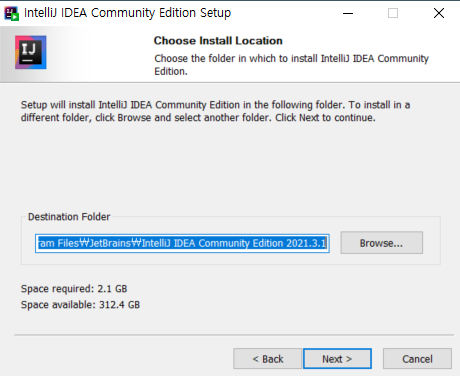 IntelliJ IDEA Community Edition Setup
IJ
Choose Install Location
Choose the folder in which to install IntelliJ IDEA Community
Edition.
Setup will install IntelliJ IDEA Community Edition in the following folder. To install in a
different folder, click Browse and select another folder. Click Next to continue.
Destination Folder
ram Files₩JetBrains₩IntelliJ IDEA Community Edition 2021.3.1
Browse...
Space required: 2.1 GB
Space available: 312.4 GB
< Back
Next >
Cancel